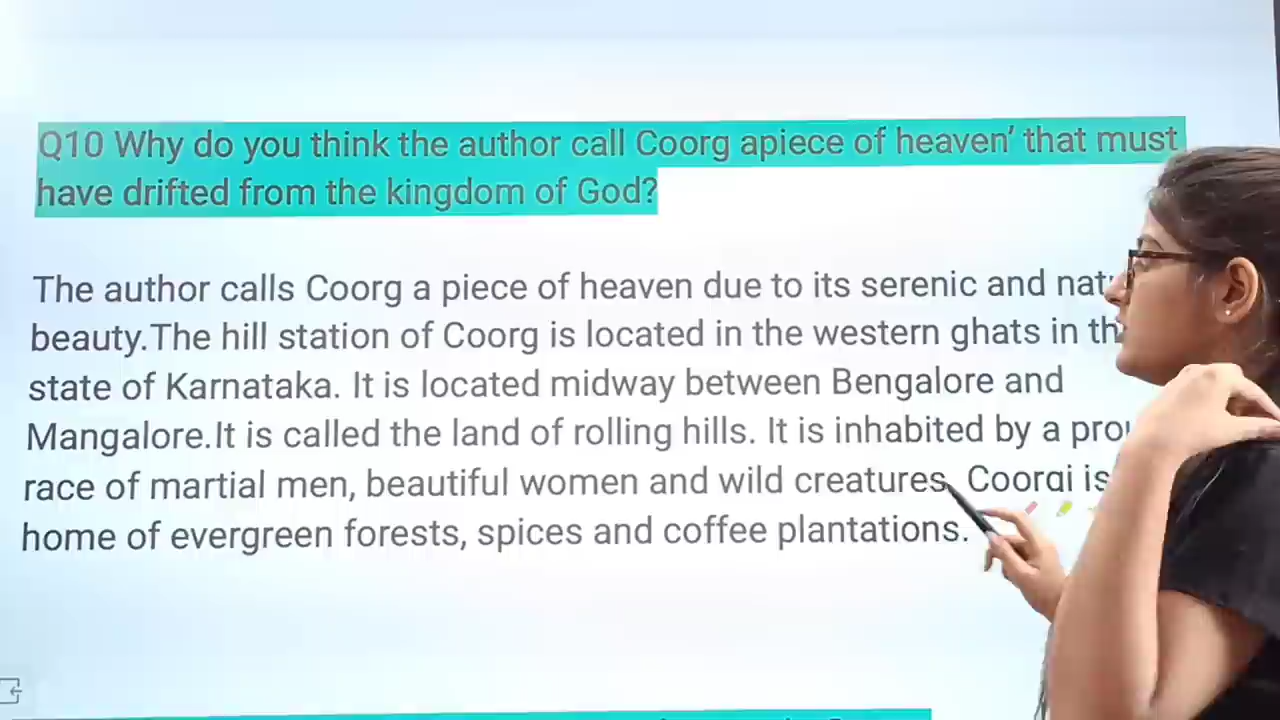 Q10 Why do you think the author call Coorg apiece of heaven' that must
have drifted from the kingdom of God?
The author calls Coorg a piece of heaven due to its serenic and
beauty.The hill station of Coorg is located in the western ghats in
state of Karnataka. It is located midway between Bengalore and
Mangalore.It is called the land of rolling hills. It is inhabited by a
race of martial men, beautiful women and wild creatures. Coorgi is
home of evergreen forests, spices and coffee plantations.